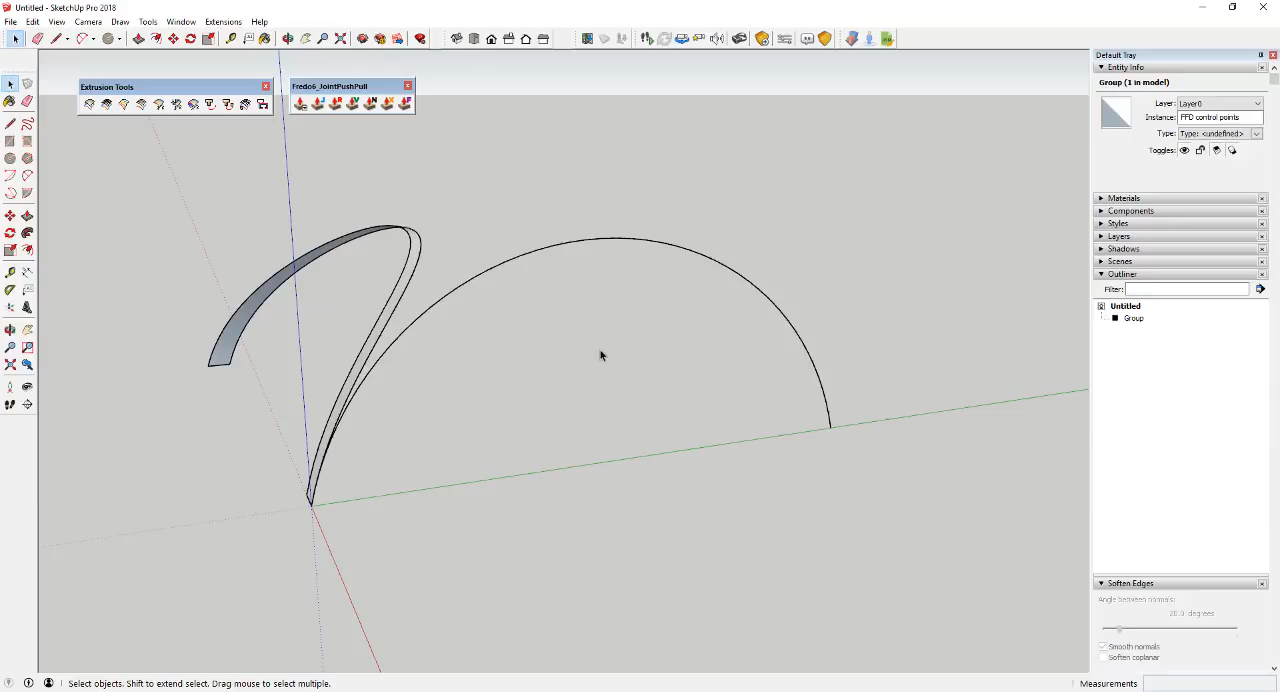 Untitled - SketchUp Pro 2018
File Edit View Camera Draw Tools Window Extensions Help
Extrusion Tools
Fredo6_JointPushPull
Default Tray
Entity Info
Group (1 in model)
Layer: Layer0
Instance: FFD control points
Type: Type: <undefined>
Toggles:
Materials
Components
Styles
Layers
Shadows
Scenes
Outliner
Filter:
Untitled
Group
Soften Edges
Angle between normals:
20.0 degrees
Smooth normals
Soften coplanar
Select objects. Shift to extend select. Drag mouse to select multiple.
Measurements